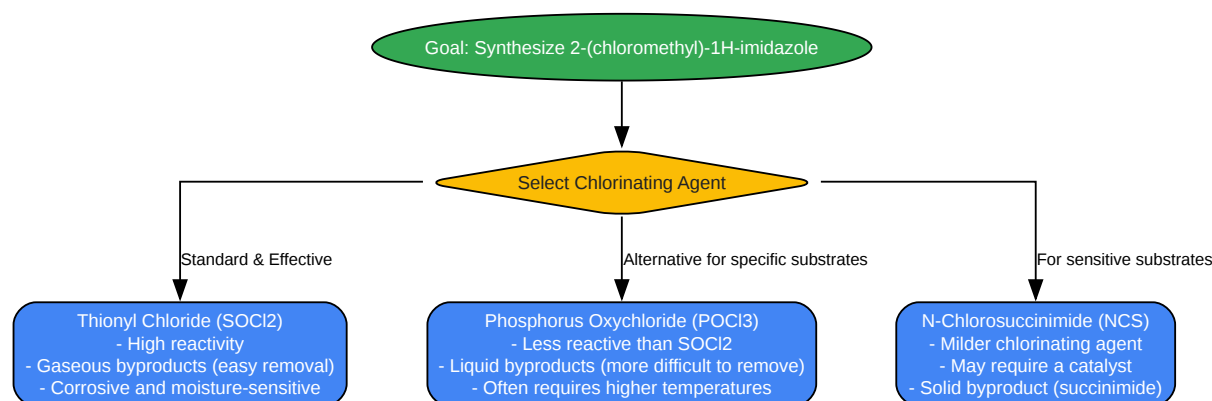 Goal: Synthesize 2-(chloromethyl)-1H-imidazole
Select Chlorinating Agent
Standard & Effective
Alternative for specific substrates
For sensitive substrates
Thionyl Chloride (SOCl2)
- High reactivity
- Gaseous byproducts (easy removal)
- Corrosive and moisture-sensitive
Phosphorus Oxychloride (POCl3)
- Less reactive than SOCl2
- Liquid byproducts (more difficult to remove)
- Often requires higher temperatures
N-Chlorosuccinimide (NCS)
- Milder chlorinating agent
- May require a catalyst
- Solid byproduct (succinimide)